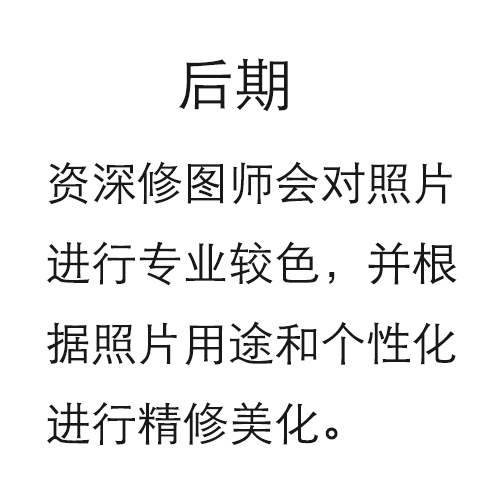 后期
资深修图师会对照片
进行专业较色，并根
据照片用途和个性化
进行精修美化。